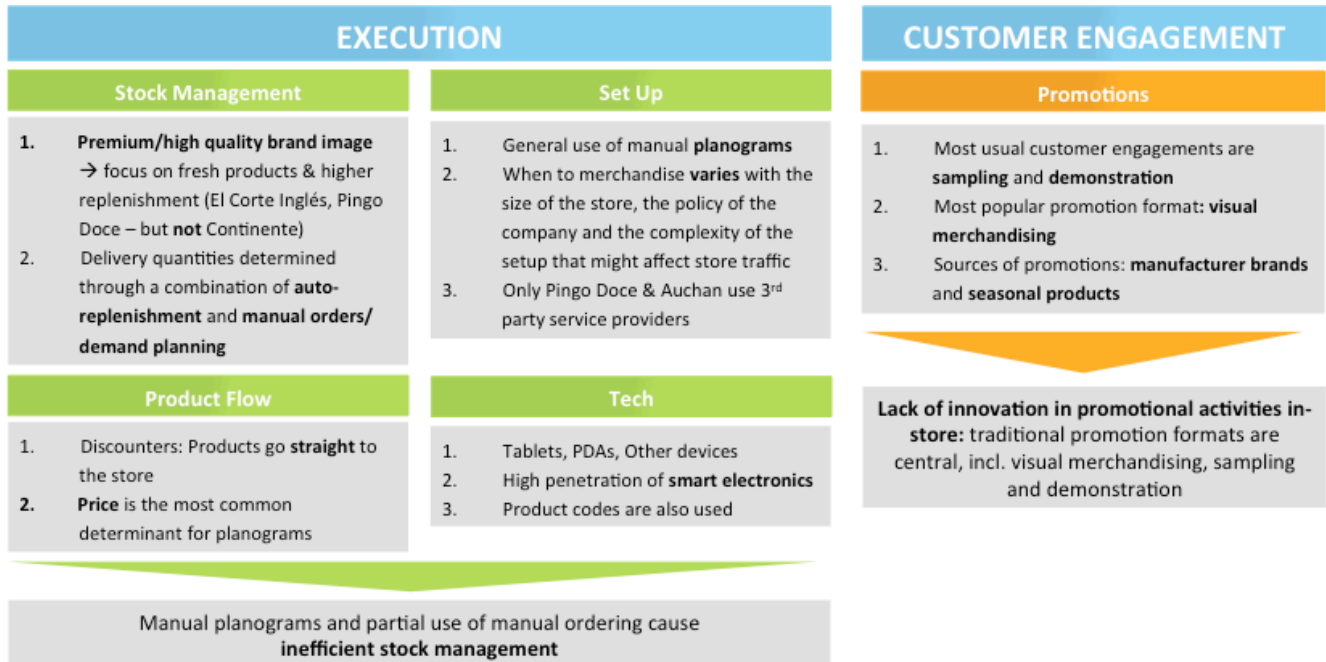 EXECUTION
Stock Management
1. Premium/high quality brand image
→ focus on fresh products & higher
replenishment (El Corte Inglés, Pingo
Doce – but not Continente)
2. Delivery quantities determined
through a combination of auto-
replenishment and manual orders/
demand planning
Set Up
1. General use of manual planograms
2. When to merchandise varies with the
size of the store, the policy of the
company and the complexity of the
setup that might affect store traffic
3. Only Pingo Doce & Auchan use 3rd
party service providers
Product Flow
1. Discounters: Products go straight to
the store
2. Price is the most common
determinant for planograms
Tech
1. Tablets, PDAs, Other devices
2. High penetration of smart electronics
3. Product codes are also used
Manual planograms and partial use of manual ordering cause
inefficient stock management
CUSTOMER ENGAGEMENT
Promotions
1. Most usual customer engagements are
sampling and demonstration
2. Most popular promotion format: visual
merchandising
3. Sources of promotions: manufacturer brands
and seasonal products
Lack of innovation in promotional activities in-
store: traditional promotion formats are
central, incl. visual merchandising, sampling
and demonstration